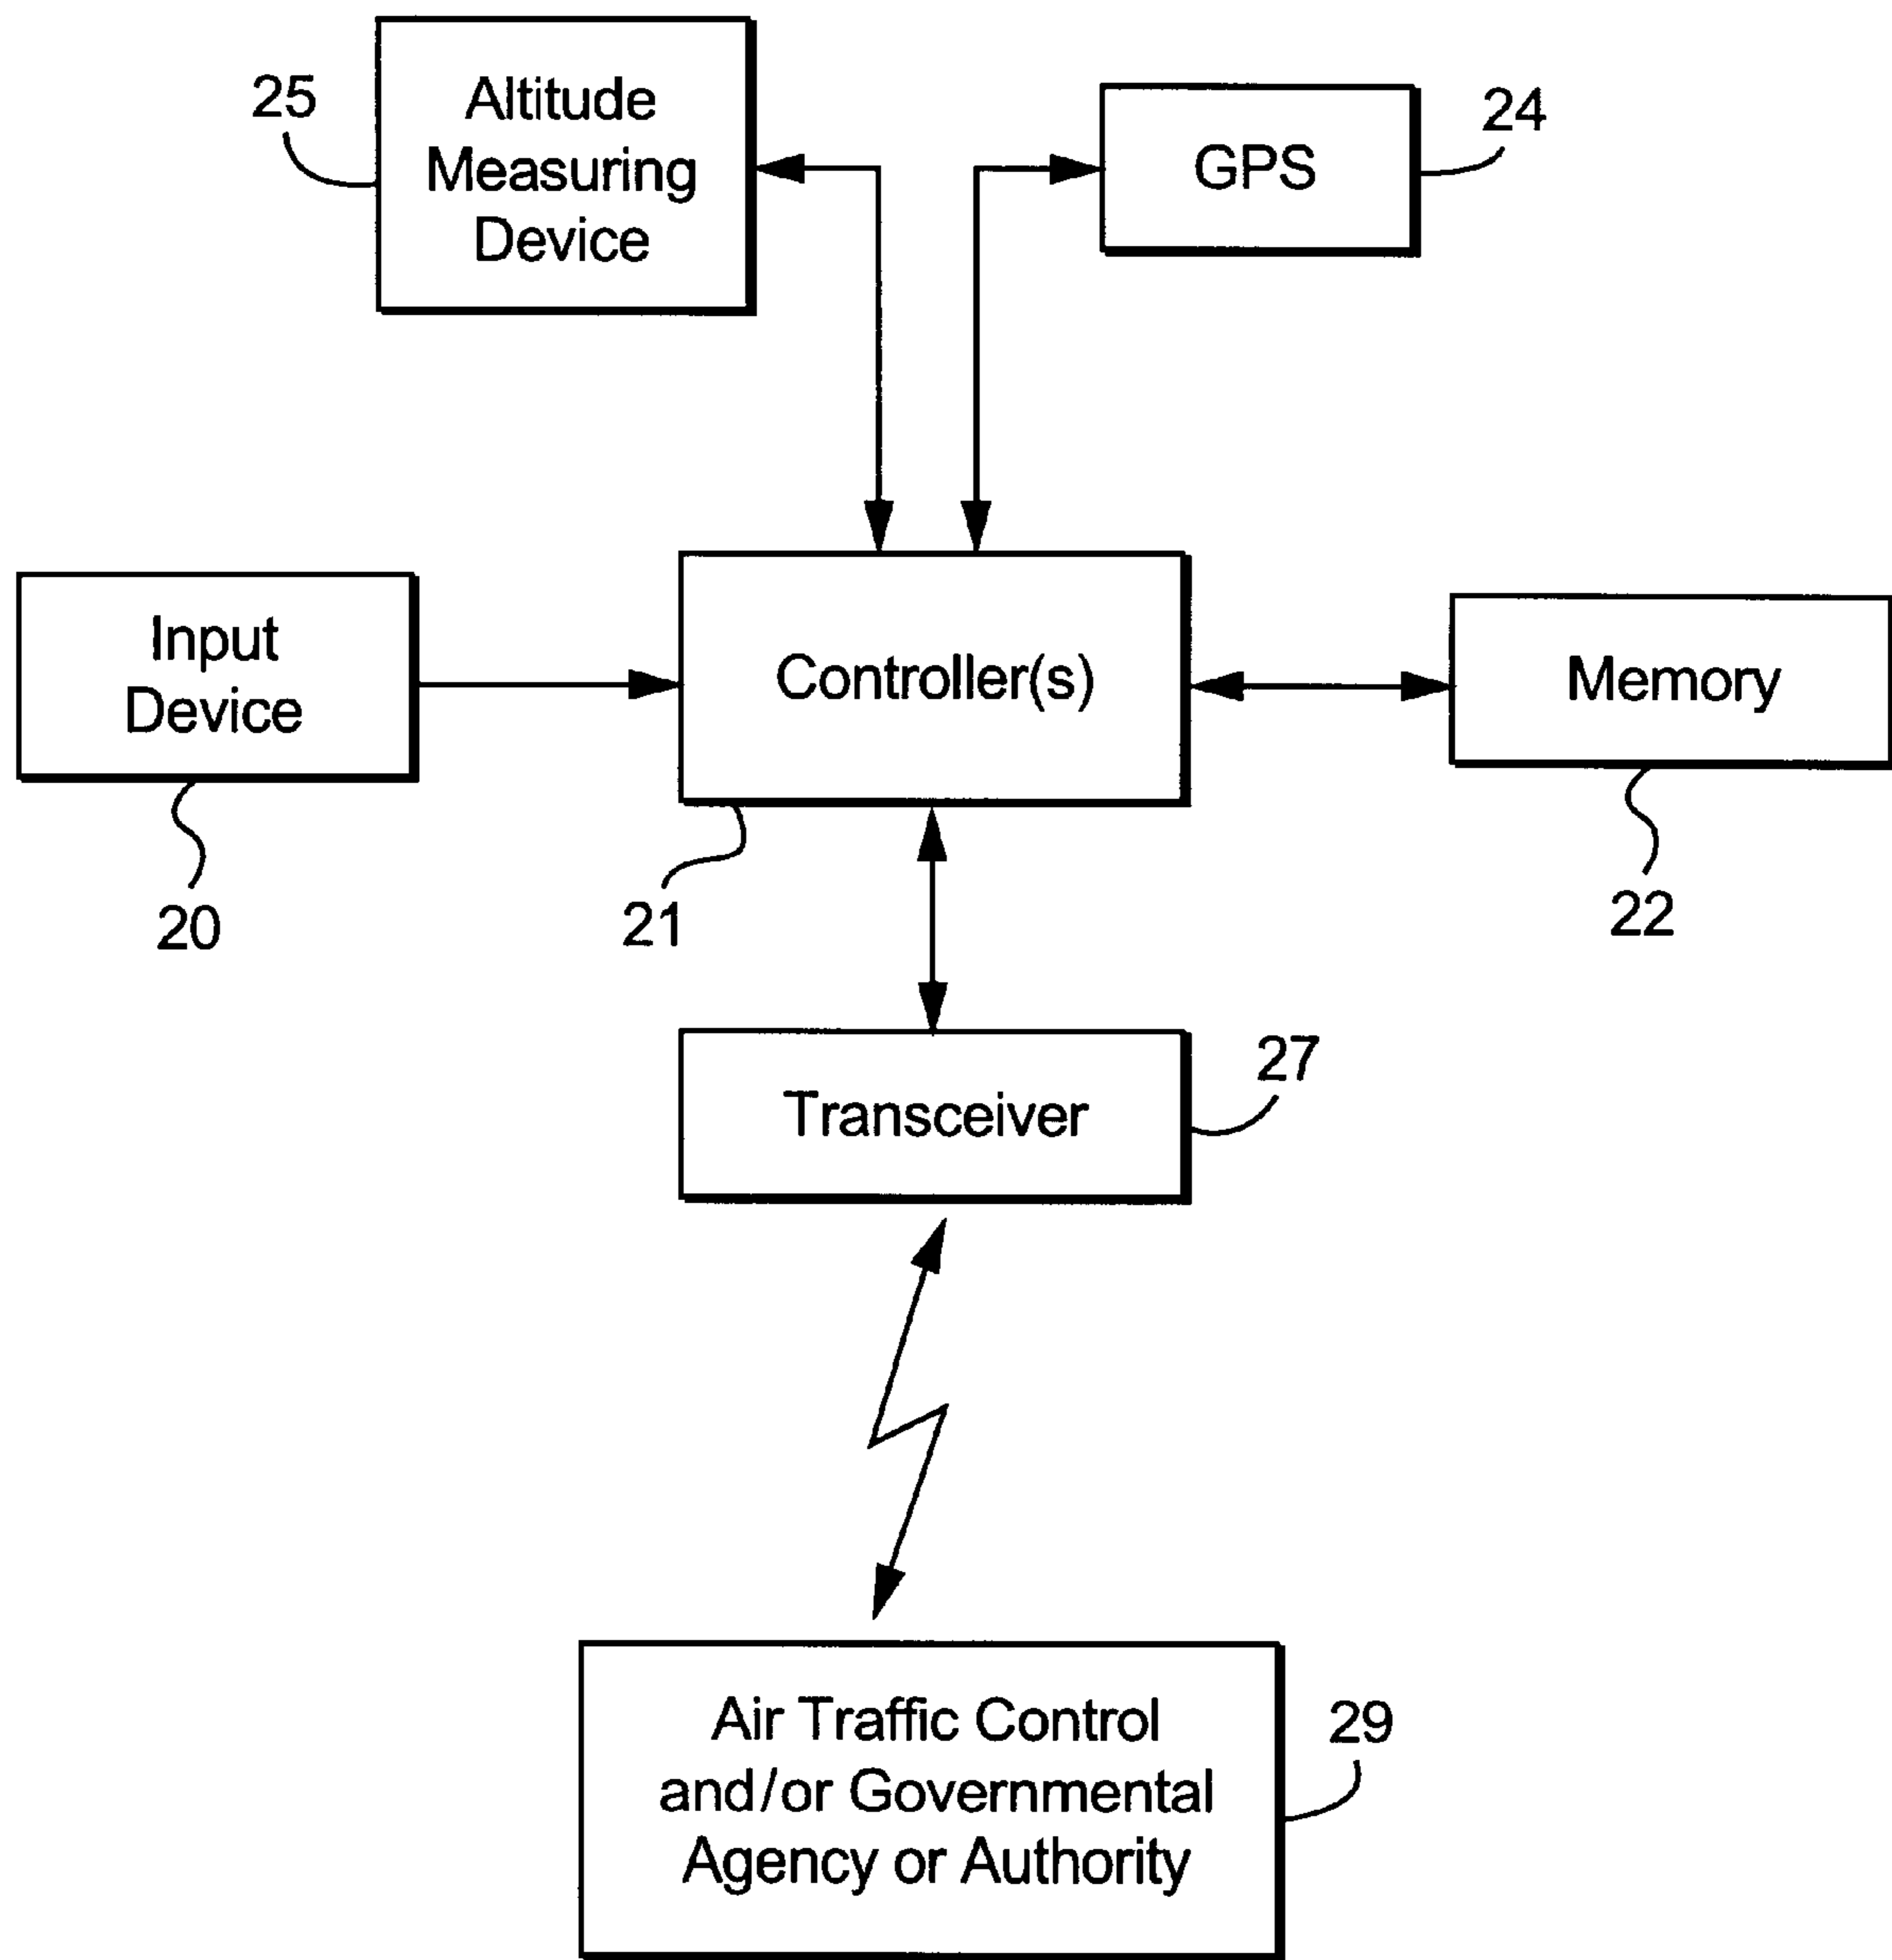 25
Altitude
Measuring
Device
GPS
24
Input
Device
Controller(s)
Memory
20
21
22
Transceiver
27
Air Traffic Control
and/or Governmental
Agency or Authority
29